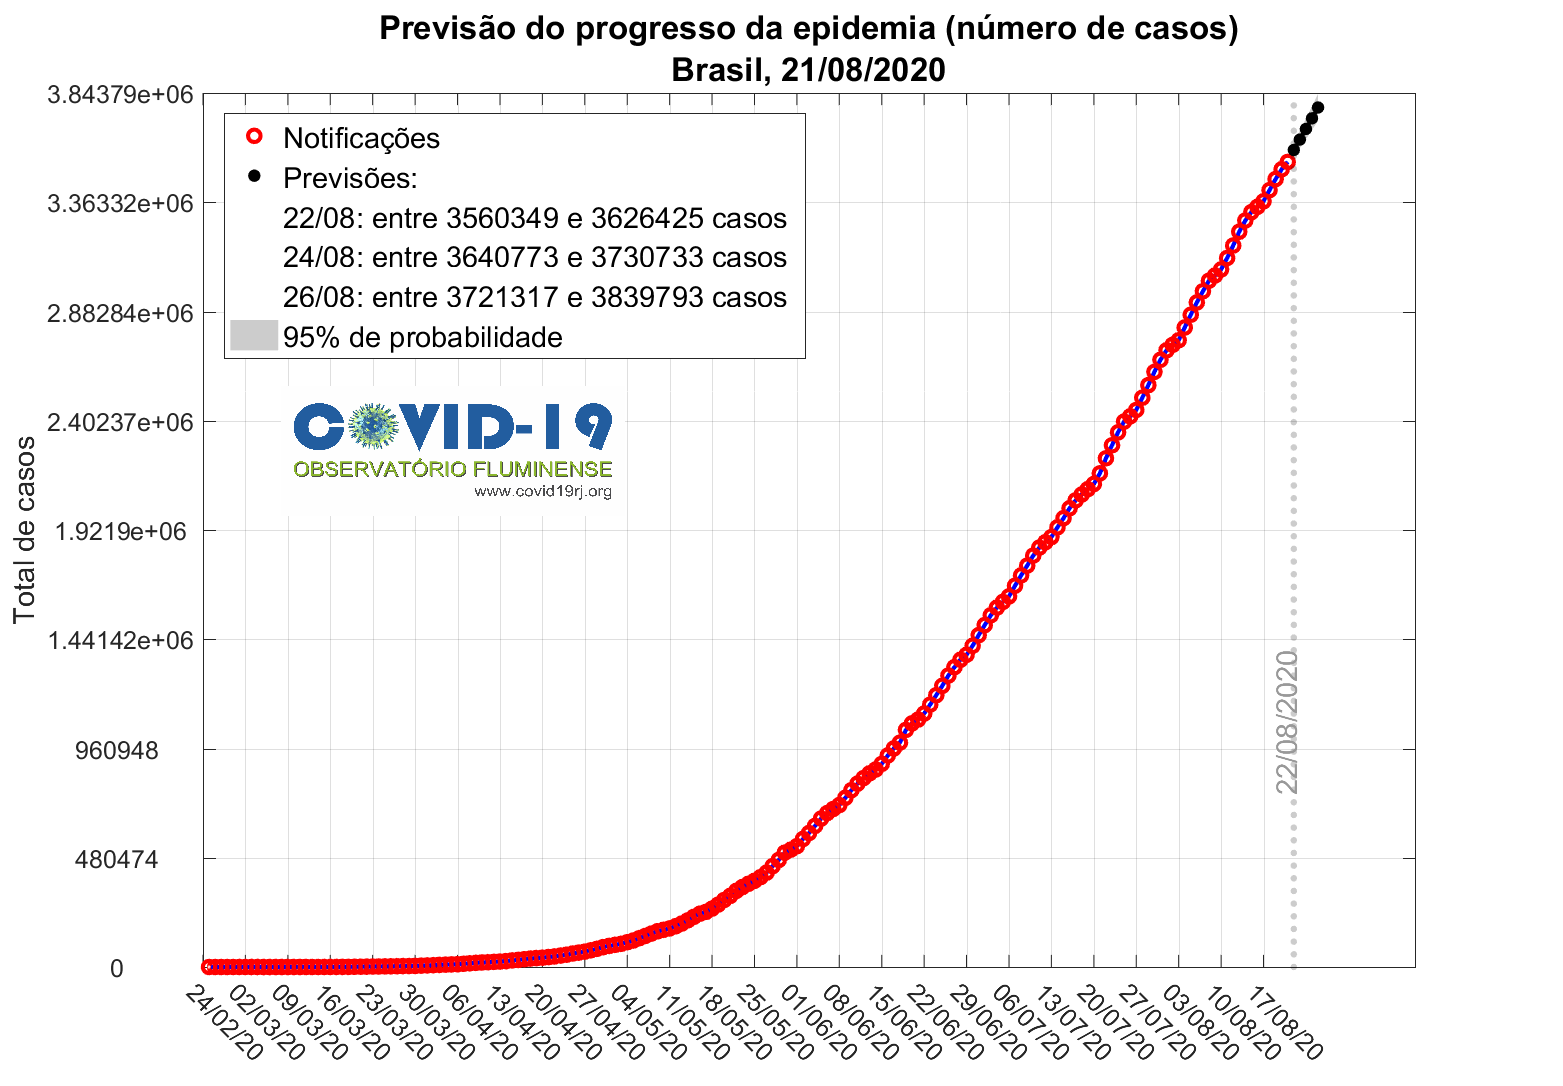 Previsão do progresso da epidemia (número de casos)
Brasil, 21/08/2020
3.84379e+06
3.36332e+06
2.88284e+06
2.40237e+06
1.9219e+06
1.44142e+06
960948
480474
0
Total de casos
Notificações
Previsões:
22/08: entre 3560349 e 3626425 casos
24/08: entre 3640773 e 3730733 casos
26/08: entre 3721317 e 3839793 casos
95% de probabilidade
COVID-19
OBSERVATÓRIO FLUMINENSE
www.covid19rj.org
22/08/2020
24/02/20
02/03/20
09/03/20
16/03/20
23/03/20
30/03/20
06/04/20
13/04/20
20/04/20
27/04/20
04/05/20
11/05/20
18/05/20
25/05/20
01/06/20
08/06/20
15/06/20
22/06/20
29/06/20
06/07/20
13/07/20
20/07/20
27/07/20
03/08/20
10/08/20
17/08/20